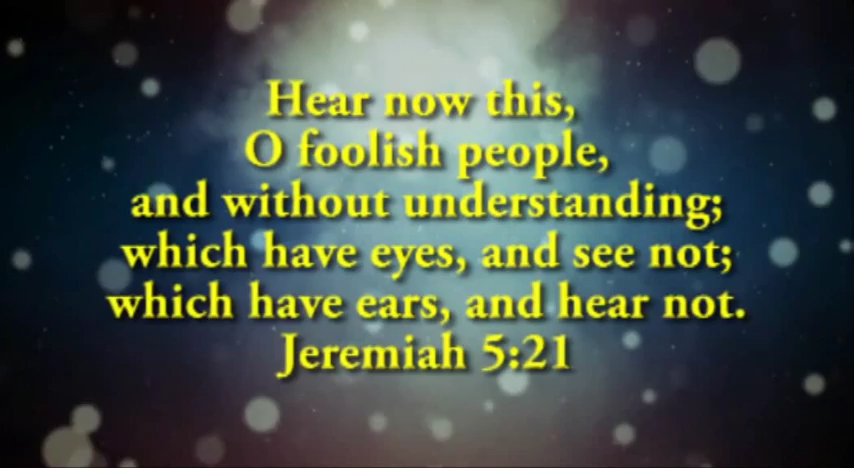 Hear now this,
O foolish people,
and without understanding;
which have eyes, and see not;
which have ears, and hear not.
Jeremiah 5:21